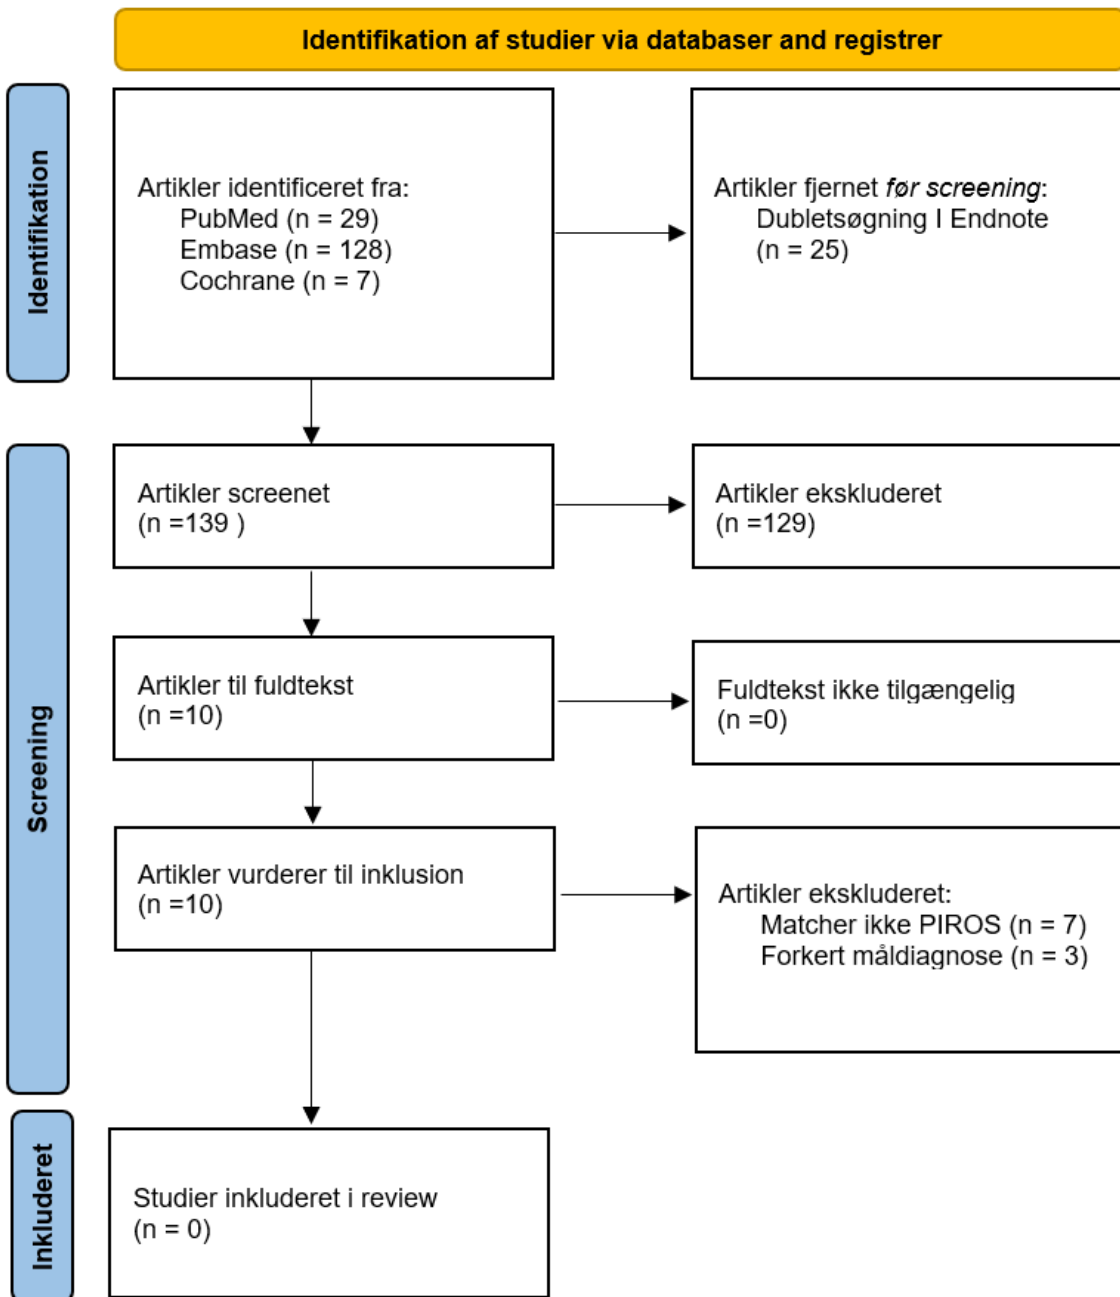 Identifikation af studier via databaser and registrer
Identifikation
Artikler identificeret fra:
PubMed (n = 29)
Embase (n = 128)
Cochrane (n = 7)
Artikler fjernet før screening:
Dubletsøgning I Endnote
(n = 25)
Screening
Artikler screenet
(n =139 )
Artikler ekskluderet
(n =129)
Artikler til fuldtekst
(n =10)
Fuldtekst ikke tilgængelig
(n =0)
Artikler vurderer til inklusion
(n =10)
Artikler ekskluderet:
Matcher ikke PIROS (n = 7)
Forkert måldiagnose (n = 3)
Inkluderet
Studier inkluderet i review
(n = 0)